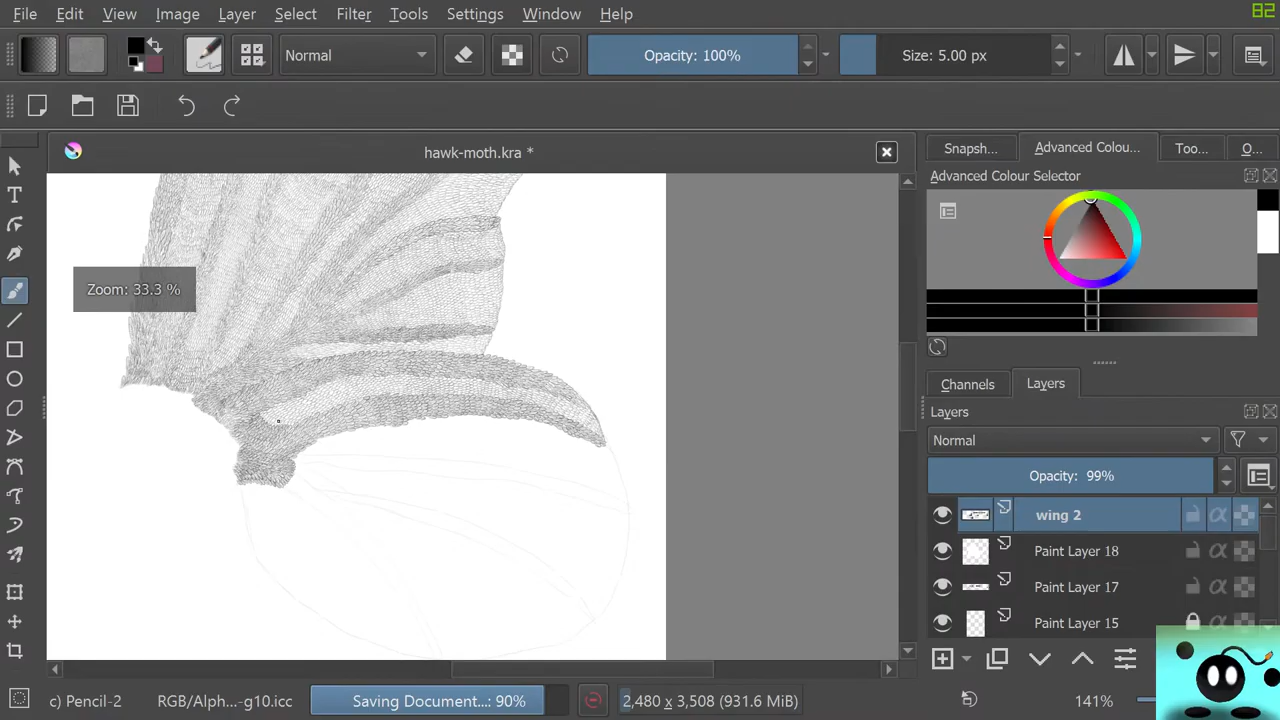 File Edit View Image Layer Select Filter Tools Settings Window Help
82
Normal
Opacity: 100%
Size: 5.00 px
hawk-moth.kra *
Snapsh...
Advanced Colou...
Too...
O...
Advanced Colour Selector
Zoom: 33.3 %
Channels
Layers
Layers
Normal
Opacity: 99%
wing 2
Paint Layer 18
Paint Layer 17
Paint Layer 15
c) Pencil-2
RGB/Alph...-g10.icc
Saving Document...: 90%
2,480 x 3,508 (931.6 MiB)
141%